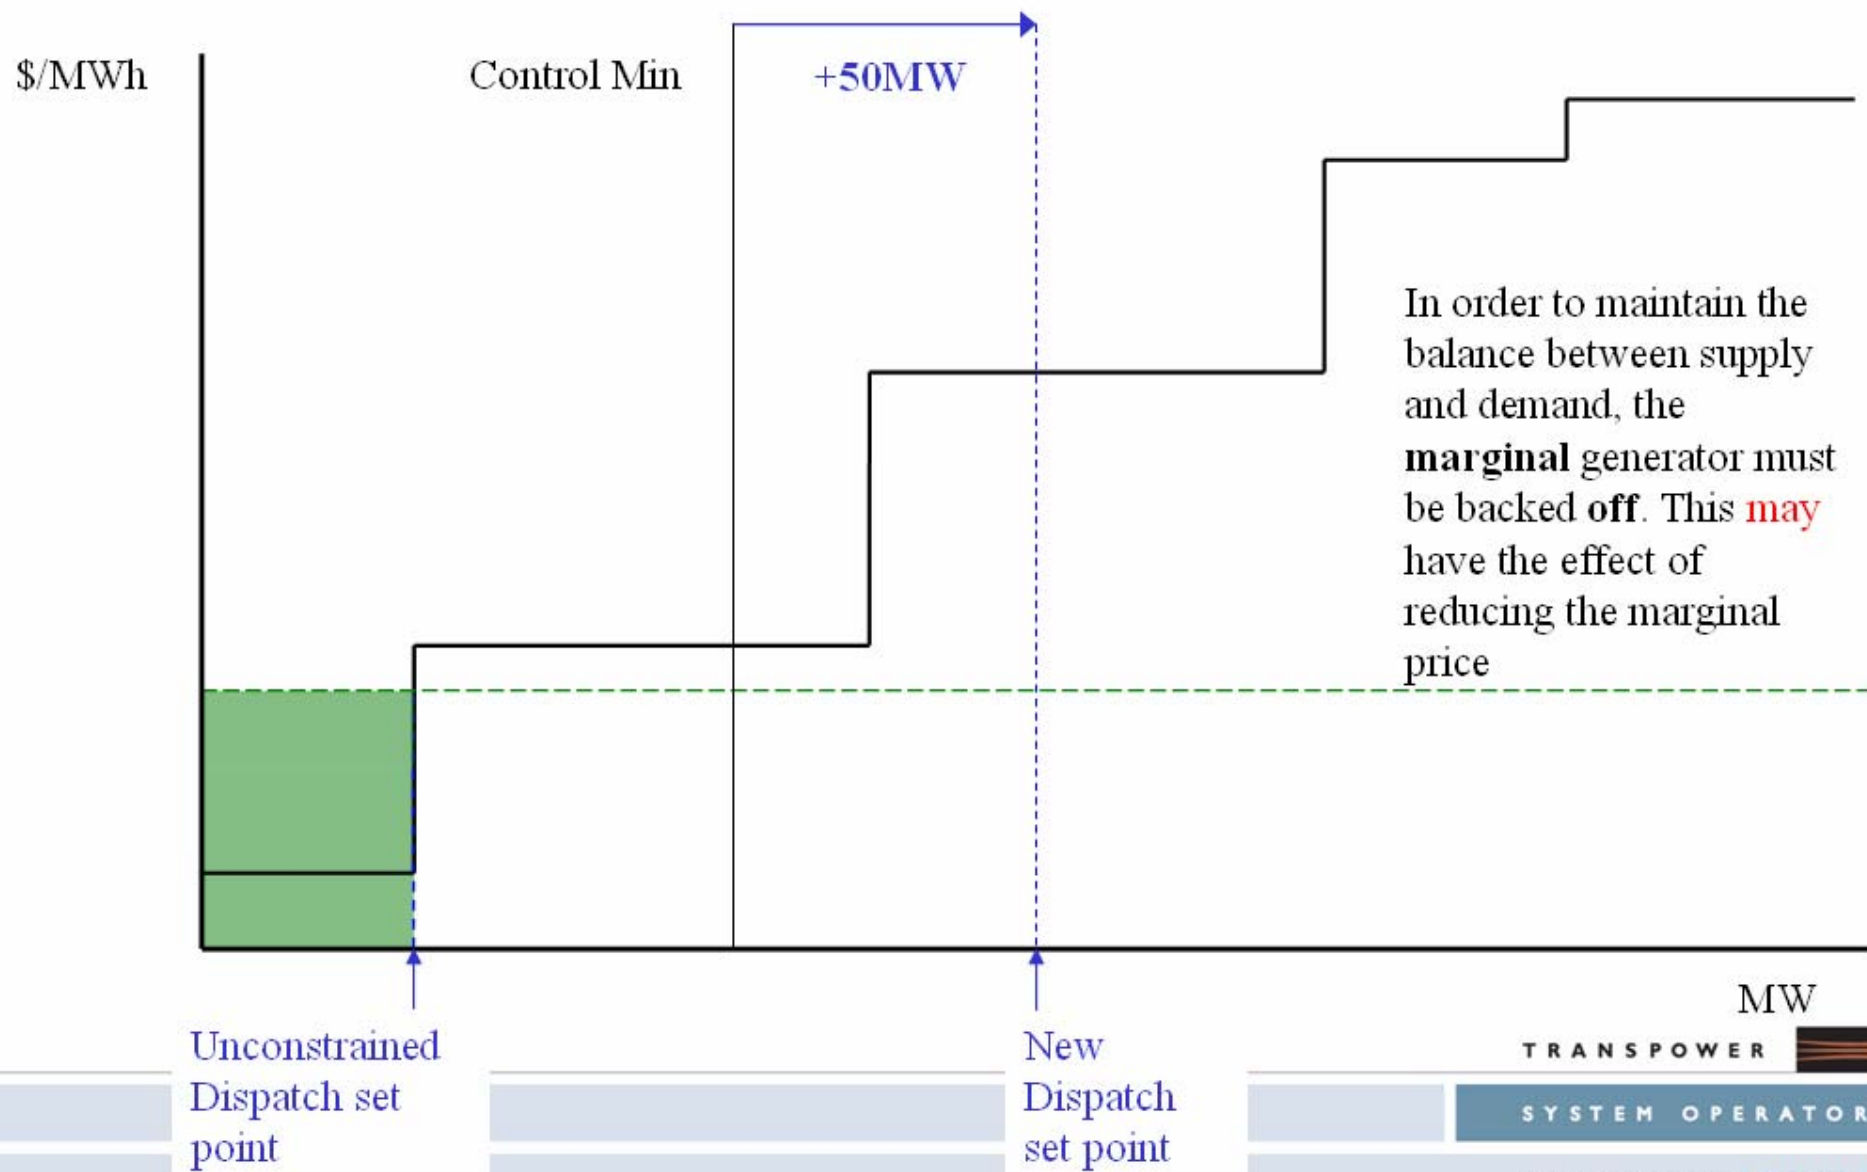 $/MWh
Control Min
+50MW
In order to maintain the
balance between supply
and demand, the
marginal generator must
be backed off. This may
have the effect of
reducing the marginal
price
MW
Unconstrained
Dispatch set
point
New
Dispatch
set point
TRANSPOWER
SYSTEM OPERATOR